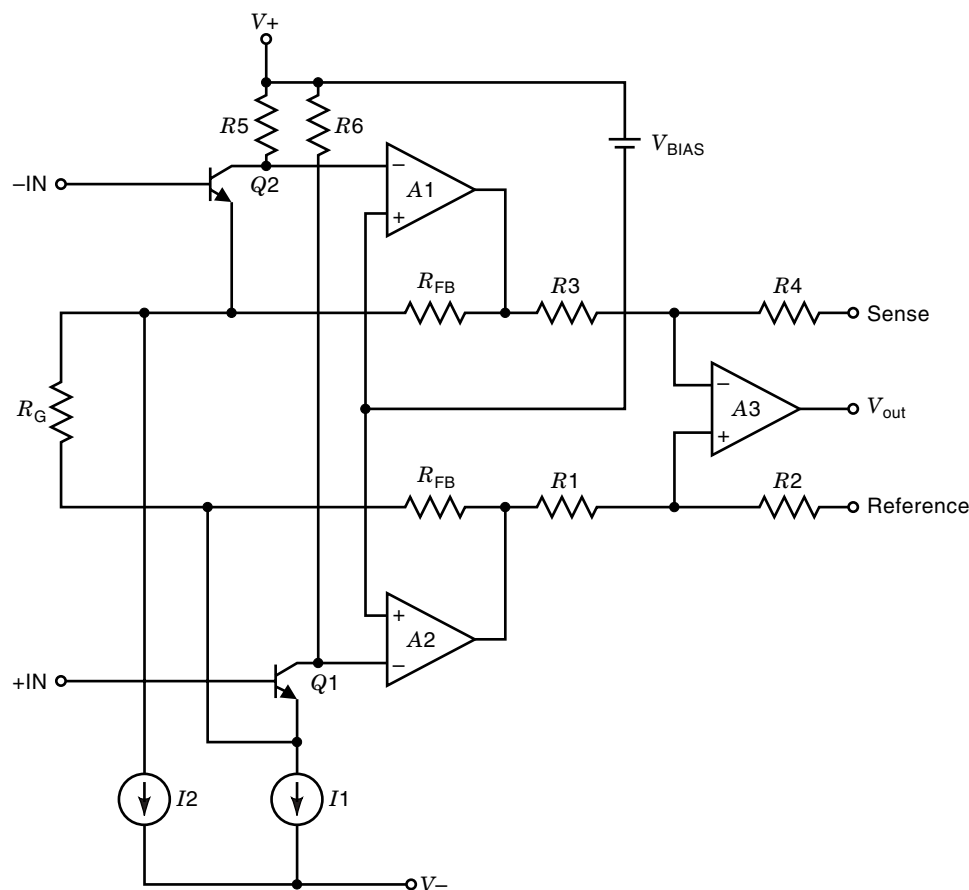 V+
R5
R6
V_BIAS
−IN
Q2
−
A1
+
R_FB
R3
R4
Sense
R_G
−
A3
+
V_out
R_FB
R1
R2
Reference
+
A2
−
+IN
Q1
I2
I1
V−